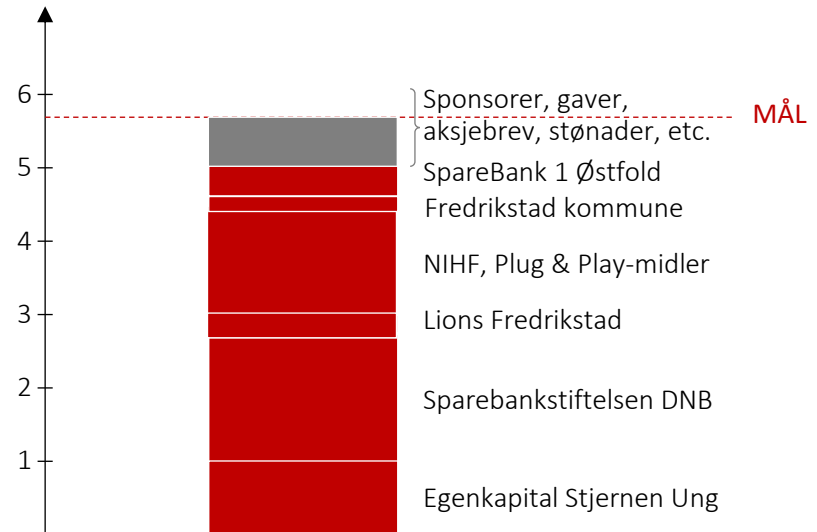 6
Sponsorer, gaver,
MÅL
aksjebrev, stønader, etc.
5
SpareBank 1 Østfold
Fredrikstad kommune
4
NIHF, Plug & Play-midler
3
Lions Fredrikstad
2
Sparebankstiftelsen DNB
1
Egenkapital Stjernen Ung